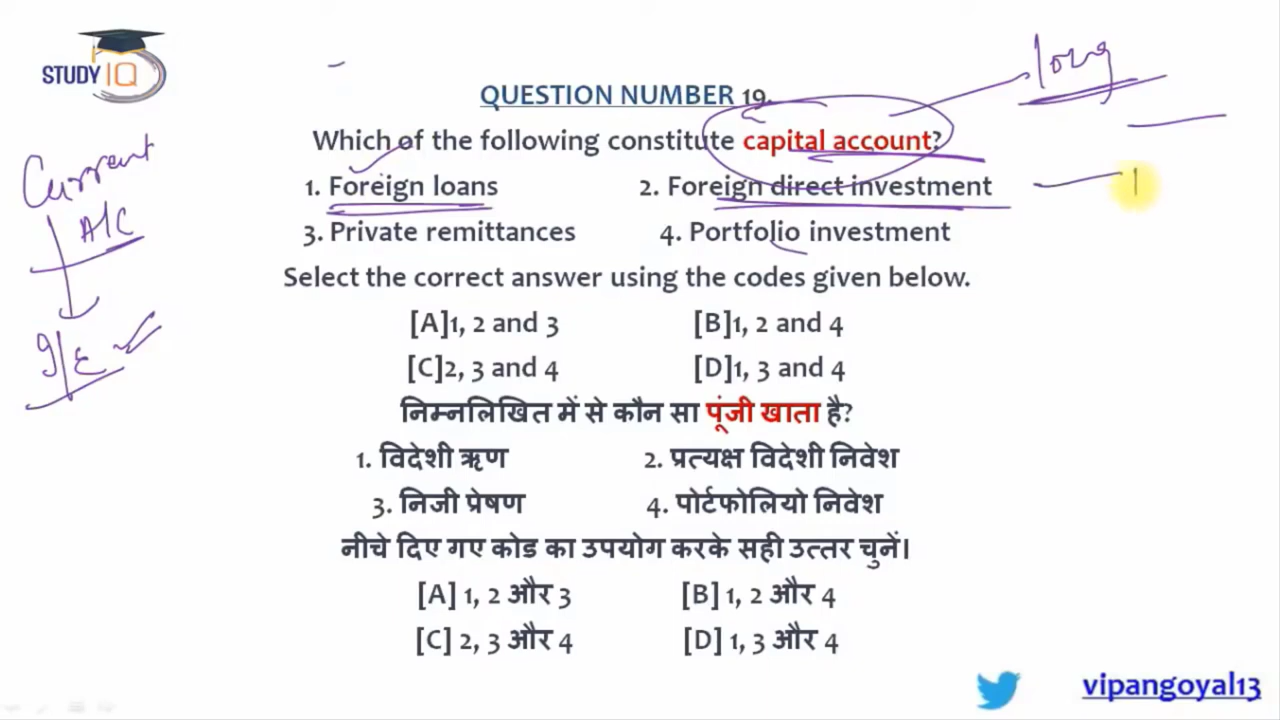 STUDY IQ
QUESTION NUMBER 19.
long
Which of the following constitute capital account?
Current
A/C
1. Foreign loans 2. Foreign direct investment
3. Private remittances 4. Portfolio investment
Select the correct answer using the codes given below.
[A]1, 2 and 3 [B]1, 2 and 4
[C]2, 3 and 4 [D]1, 3 and 4
निम्नलिखित में से कौन सा पूंजी खाता है?
1. विदेशी ऋण 2. प्रत्यक्ष विदेशी निवेश
3. निजी प्रेषण 4. पोर्टफोलियो निवेश
नीचे दिए गए कोड का उपयोग करके सही उत्तर चुनें।
[A] 1, 2 और 3 [B] 1, 2 और 4
[C] 2, 3 और 4 [D] 1, 3 और 4
vipangoyal13